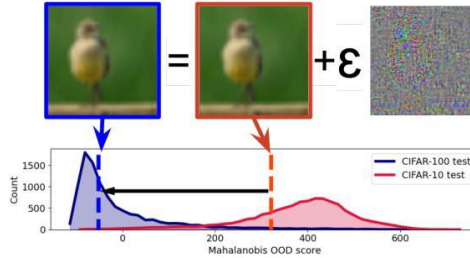 = +ε
1500
1000
500
0
Count
CIFAR-100 test
CIFAR-10 test
0 200 400 600
Mahalanobis OOD score